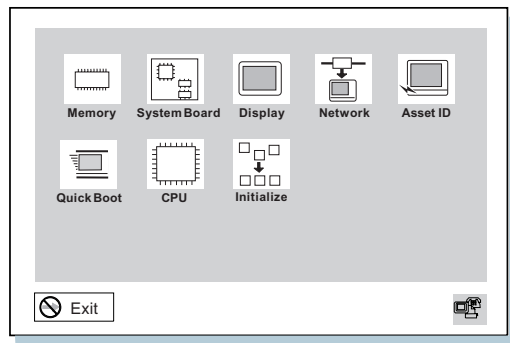 Memory System Board Display Network Asset ID
Quick Boot CPU Initialize
Exit